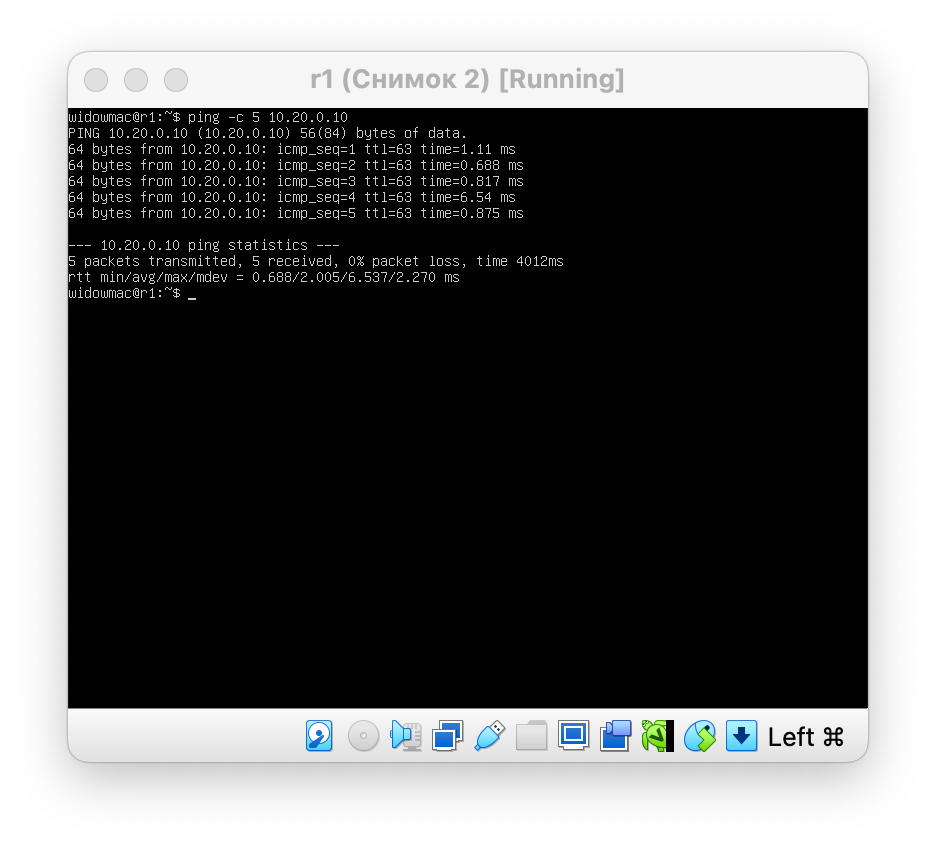 r1 (Снимок 2) [Running]
widowmac@r1:~$ ping -c 5 10.20.0.10
PING 10.20.0.10 (10.20.0.10) 56(84) bytes of data.
64 bytes from 10.20.0.10: icmp_seq=1 ttl=63 time=1.11 ms
64 bytes from 10.20.0.10: icmp_seq=2 ttl=63 time=0.688 ms
64 bytes from 10.20.0.10: icmp_seq=3 ttl=63 time=0.817 ms
64 bytes from 10.20.0.10: icmp_seq=4 ttl=63 time=6.54 ms
64 bytes from 10.20.0.10: icmp_seq=5 ttl=63 time=0.875 ms
--- 10.20.0.10 ping statistics ---
5 packets transmitted, 5 received, 0% packet loss, time 4012ms
rtt min/avg/max/mdev = 0.688/2.005/6.537/2.270 ms
widowmac@r1:~$ _
Left ⌘